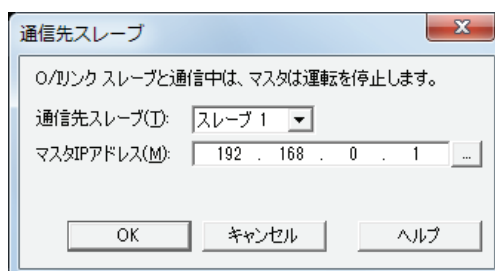 通信先スレーブ
O/Iリンク スレーブと通信中は、マスタは運転を停止します。
通信先スレーブ(T): スレーブ 1
マスタIPアドレス(M): 192 . 168 . 0 . 1 ...
OK キャンセル ヘルプ